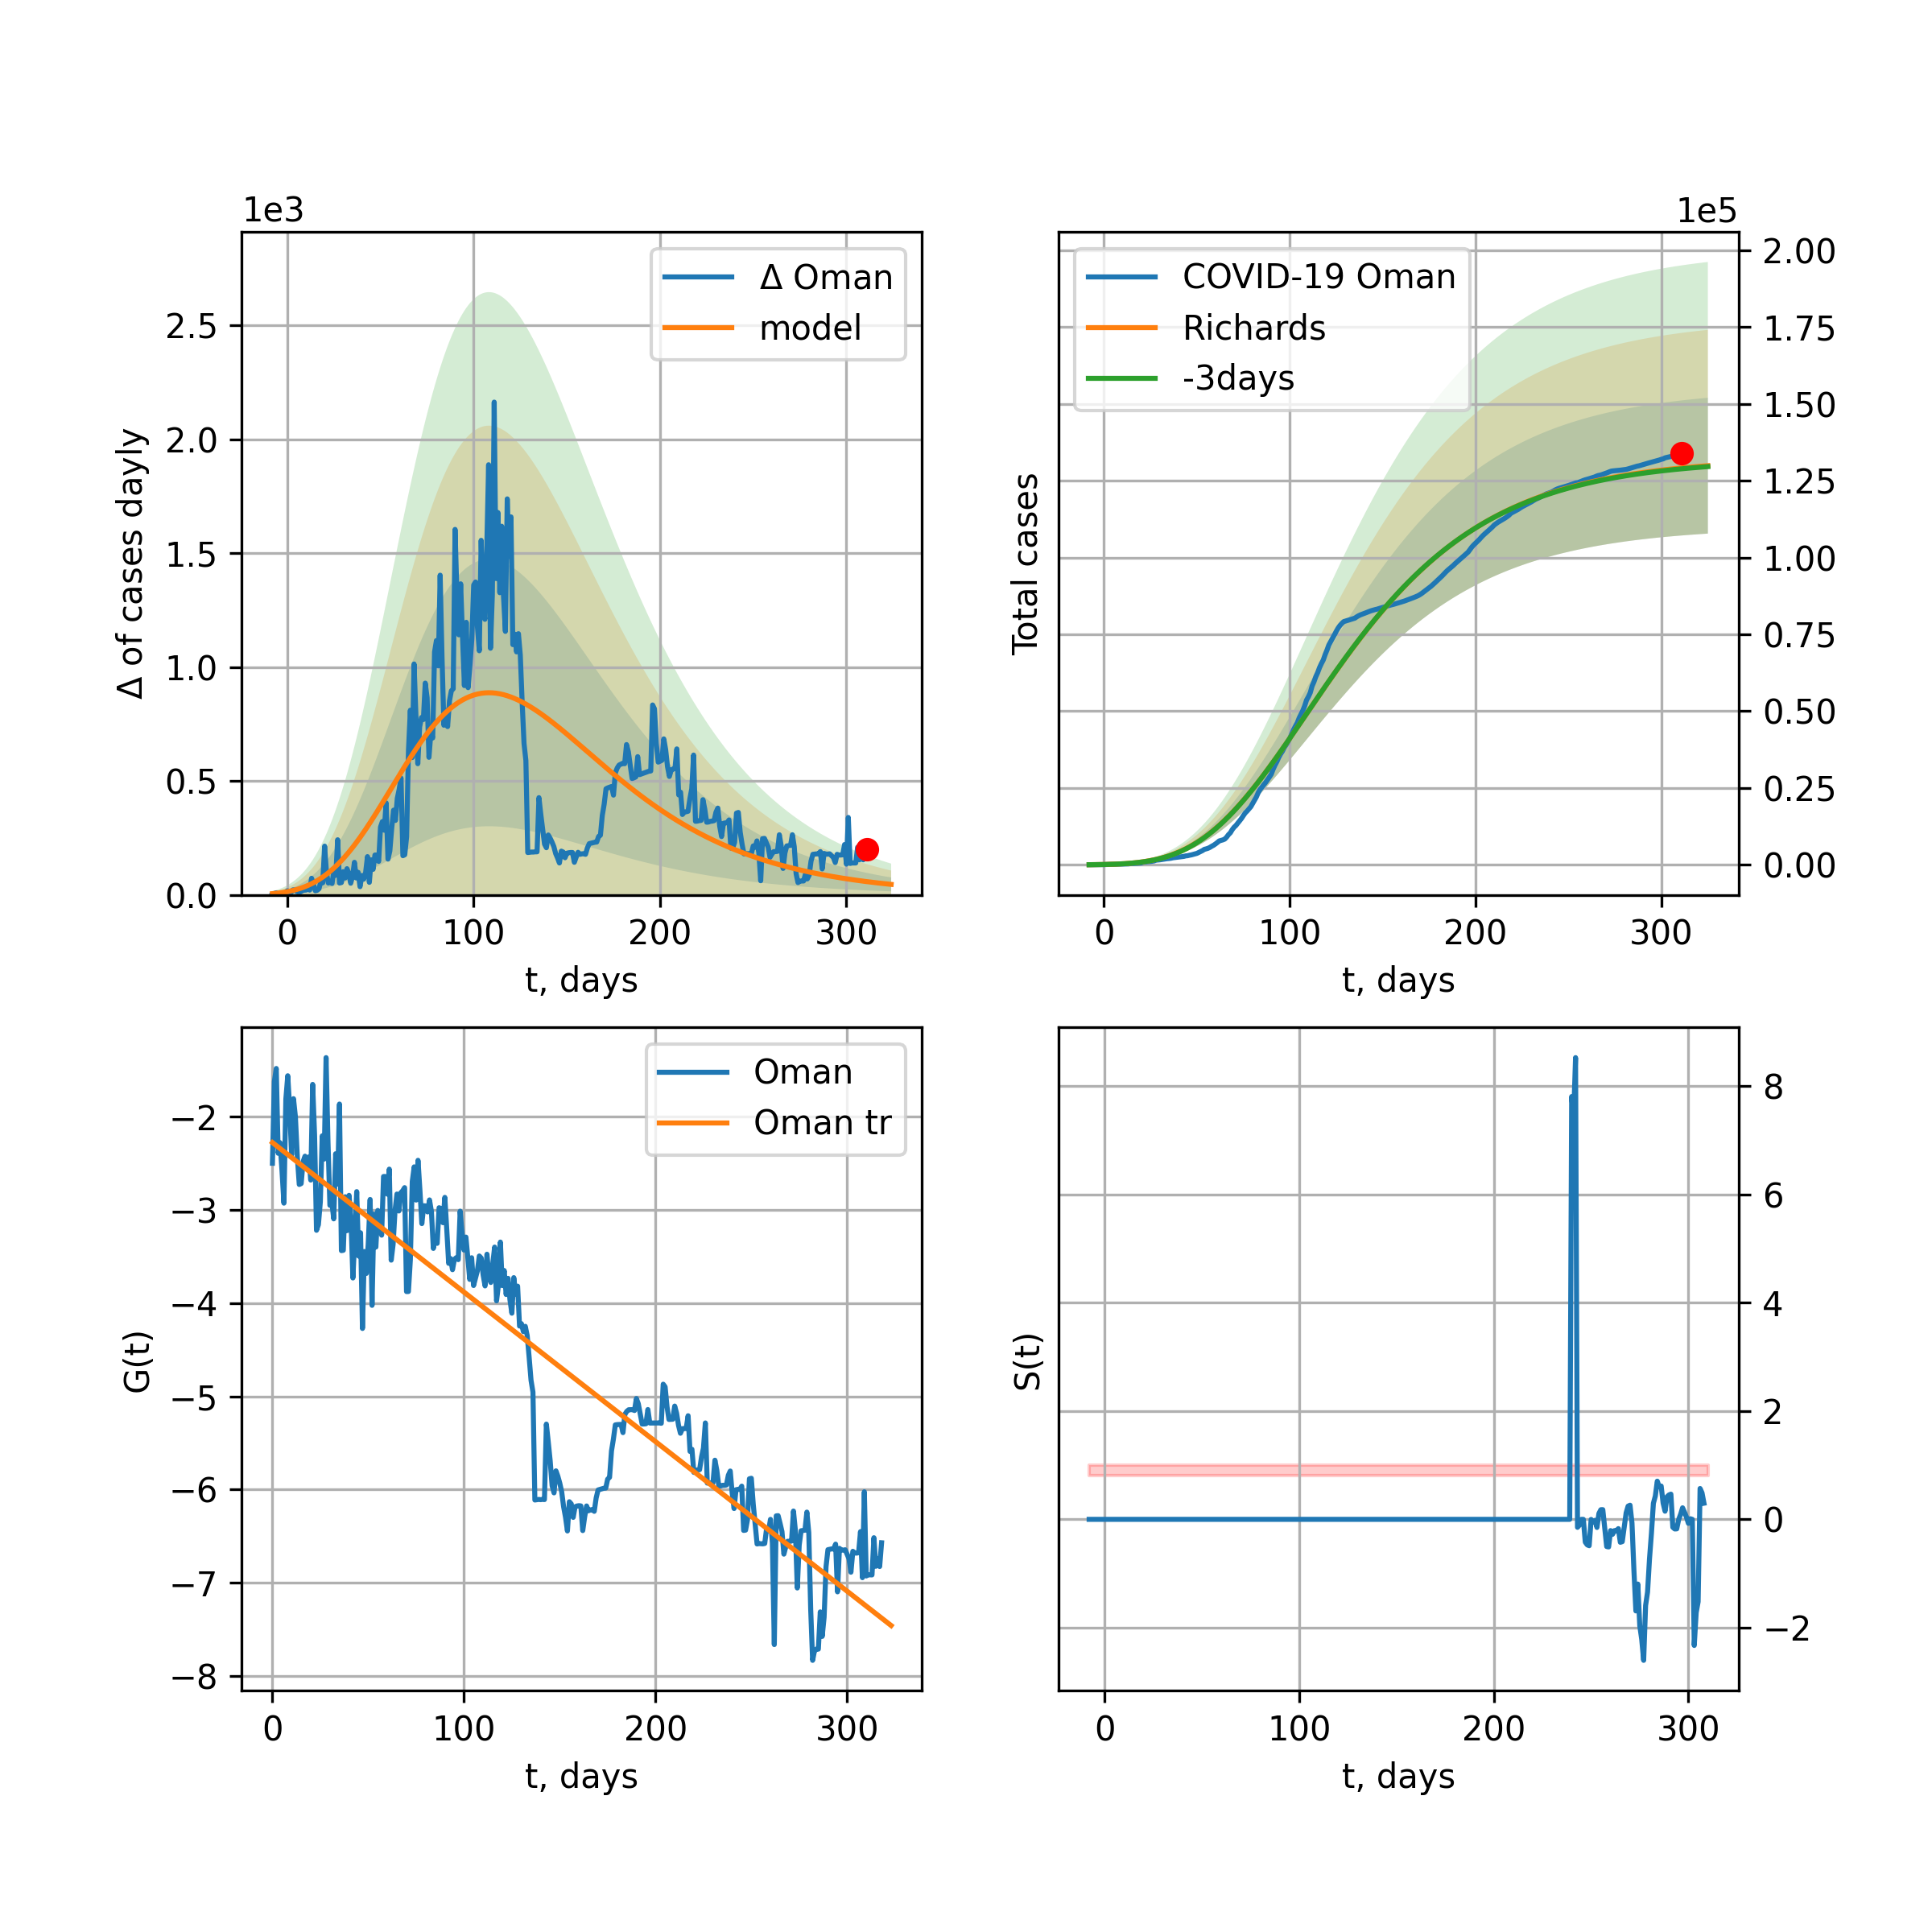 1e3
Δ of cases dayly
2.5
2.0
1.5
1.0
0.5
0.0
0
100
200
300
t, days
Δ Oman
model
1e5
Total cases
2.00
1.75
1.50
1.25
1.00
0.75
0.50
0.25
0.00
0
100
200
300
t, days
COVID-19 Oman
Richards
-3days
G(t)
−2
−3
−4
−5
−6
−7
−8
0
100
200
300
t, days
Oman
Oman tr
S(t)
8
6
4
2
0
−2
0
100
200
300
t, days